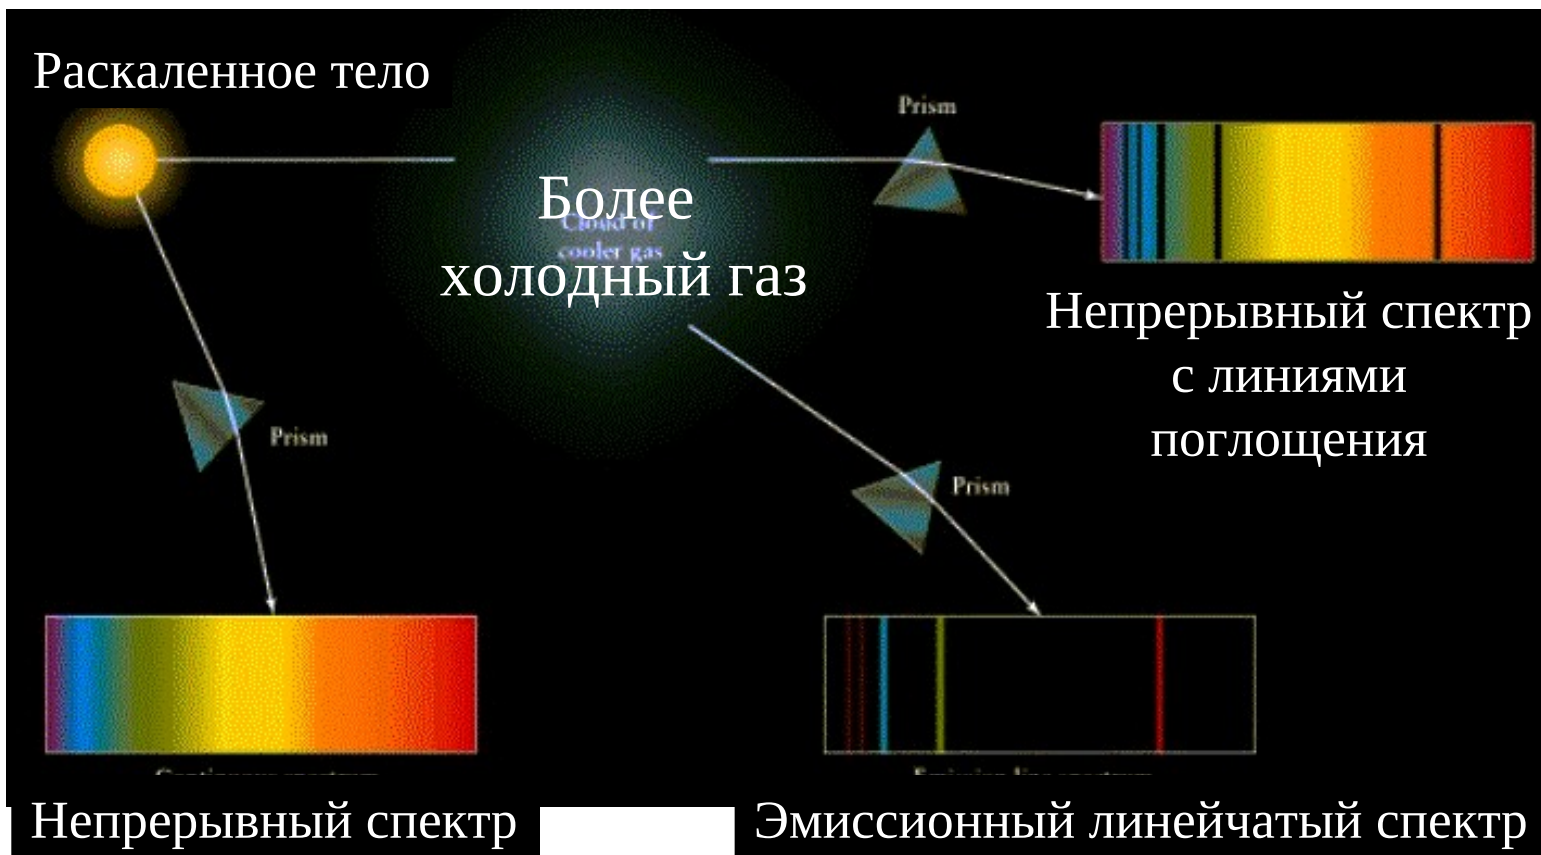 Раскаленное тело
Prism
Более
Cloud of
cooler gas
холодный газ
Непрерывный спектр
с линиями
поглощения
Prism
Prism
Непрерывный спектр
Эмиссионный линейчатый спектр